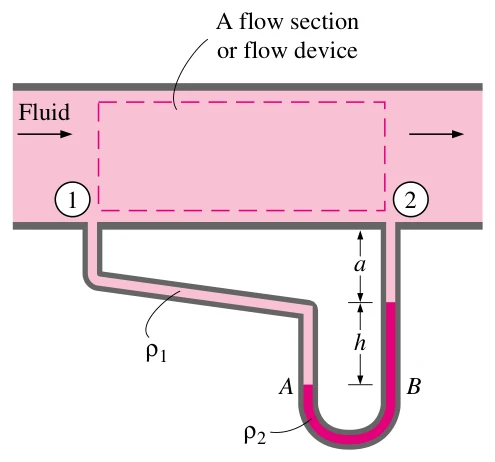 A flow section
or flow device
Fluid
1
2
a
h
ρ1
A
B
ρ2